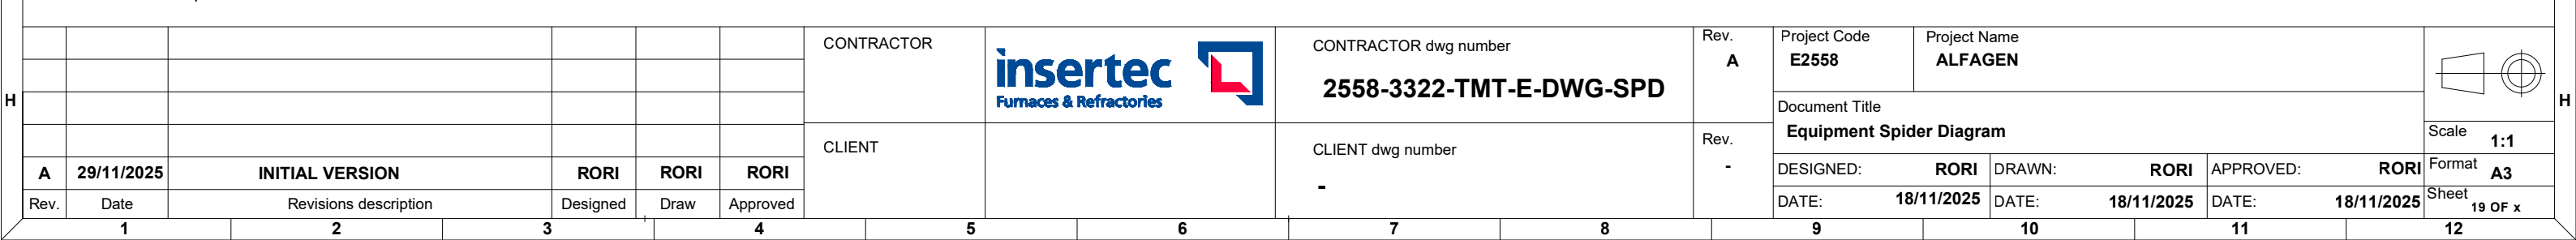 CONTRACTOR
insertec
Furnaces & Refractories
CONTRACTOR dwg number
2558-3322-TMT-E-DWG-SPD
Rev.
A
Project Code
E2558
Project Name
ALFAGEN
Document Title
Equipment Spider Diagram
Scale
1:1
CLIENT
CLIENT dwg number
-
Rev.
-
DESIGNED: RORI DRAWN: RORI APPROVED: RORI
Format A3
DATE: 18/11/2025 DATE: 18/11/2025 DATE: 18/11/2025
Sheet 19 OF x
A 29/11/2025 INITIAL VERSION RORI RORI RORI
Rev. Date Revisions description Designed Draw Approved
H H
1 2 3 4 5 6 7 8 9 10 11 12